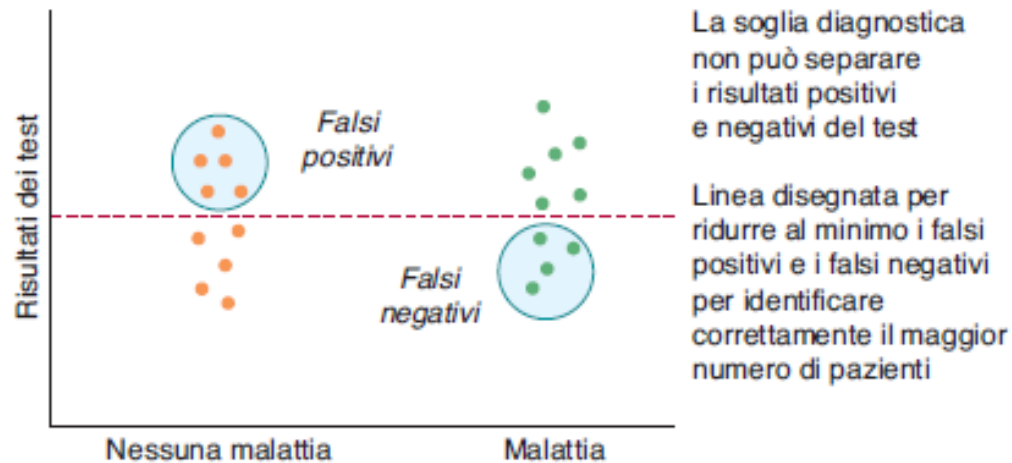 La soglia diagnostica
non può separare
i risultati positivi
e negativi del test
Linea disegnata per
ridurre al minimo i falsi
positivi e i falsi negativi
per identificare
correttamente il maggior
numero di pazienti
Falsi
positivi
Falsi
negativi
Risultati dei test
Nessuna malattia
Malattia